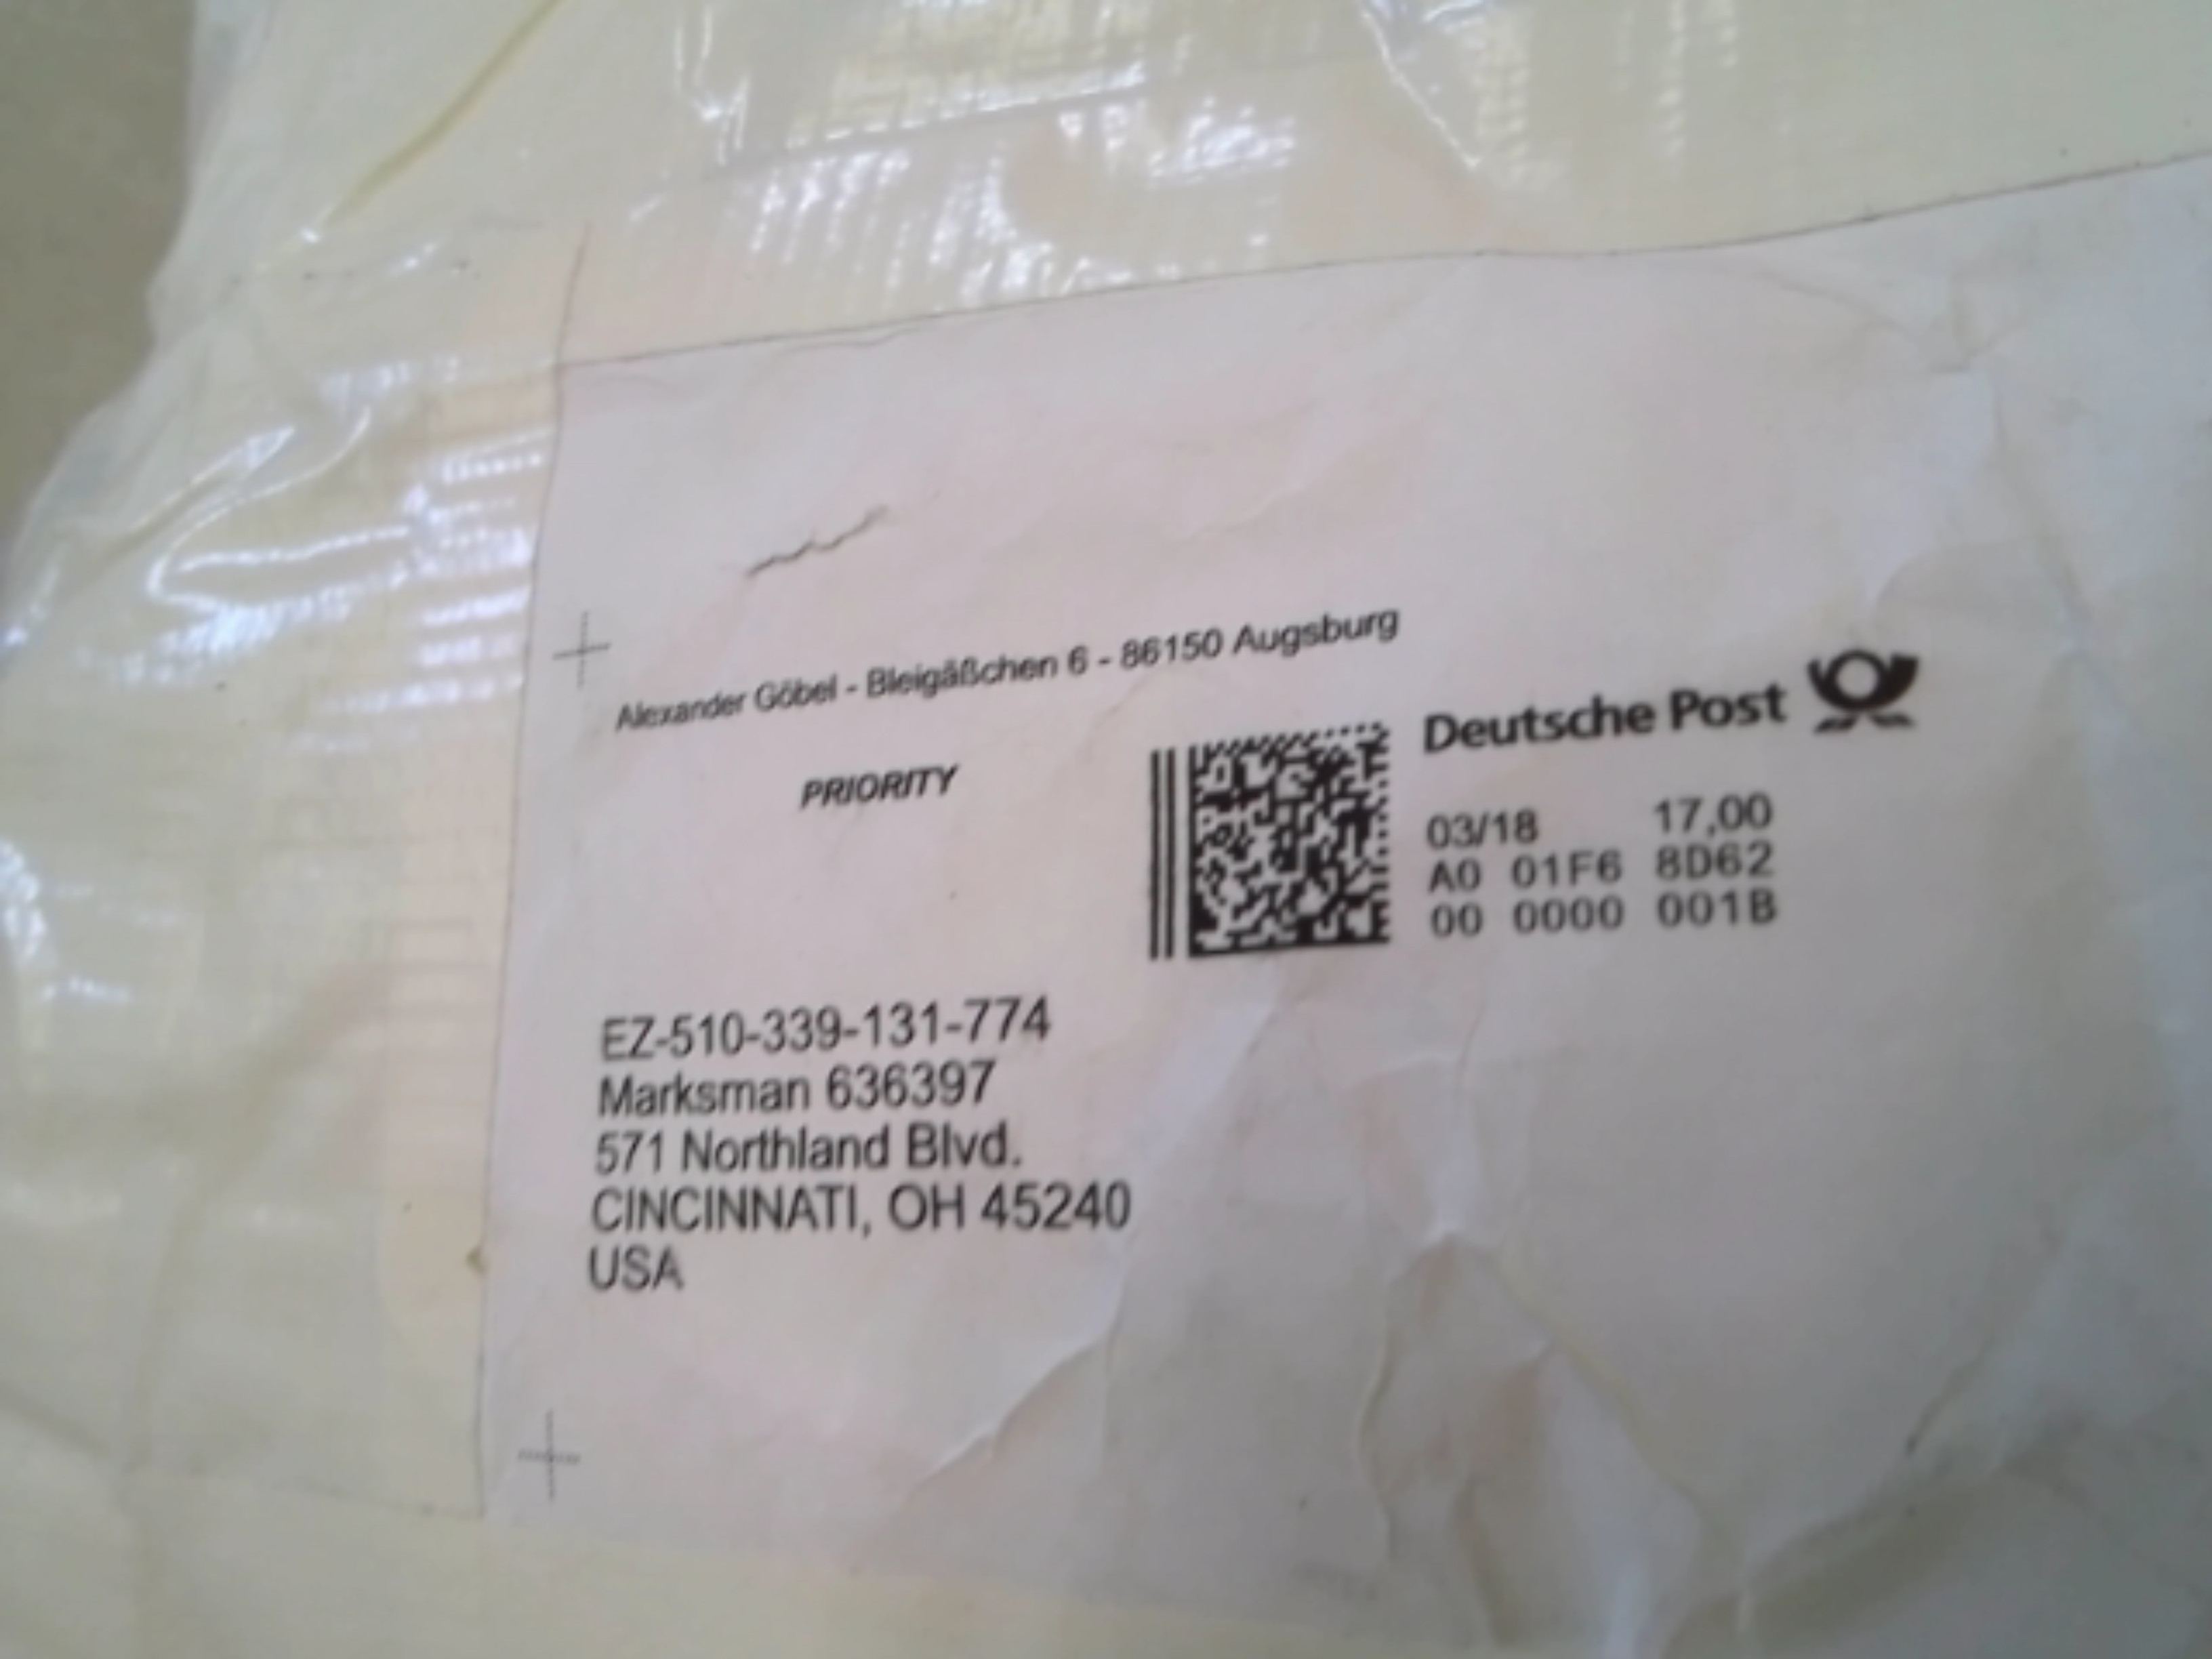 Alexander Göbel - Bleigäßchen 6 - 86150 Augsburg
PRIORITY
Deutsche Post
03/18 17,00
A0 01F6 8D62
00 0000 001B
EZ-510-339-131-774
Marksman 636397
571 Northland Blvd.
CINCINNATI, OH 45240
USA